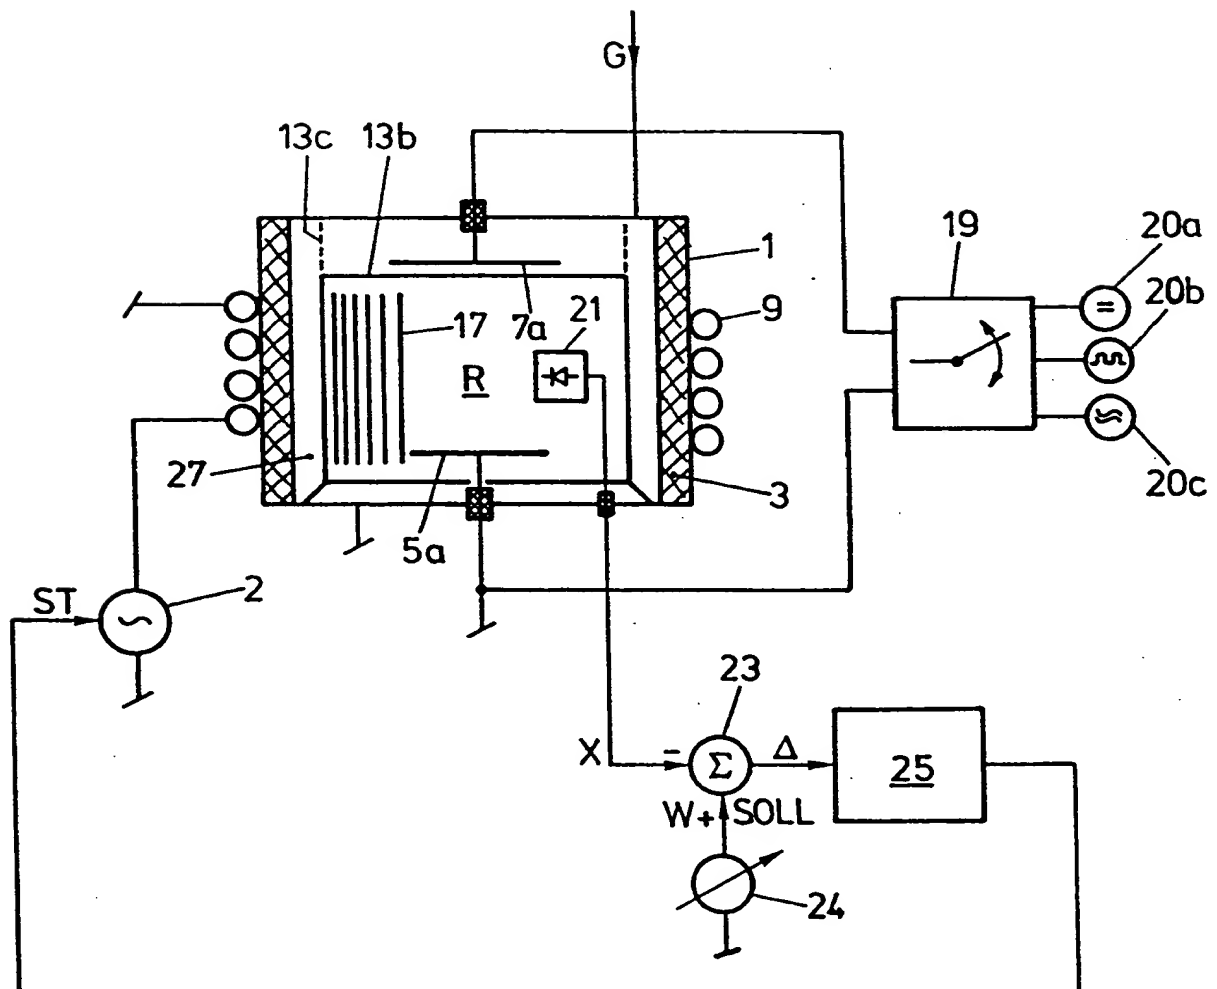 G
13c 13b
19 20a
1
20b
=
17 7a 21 9
R
27
3 20c
5a
ST 2
23
X - Σ Δ 25
W+ SOLL
24